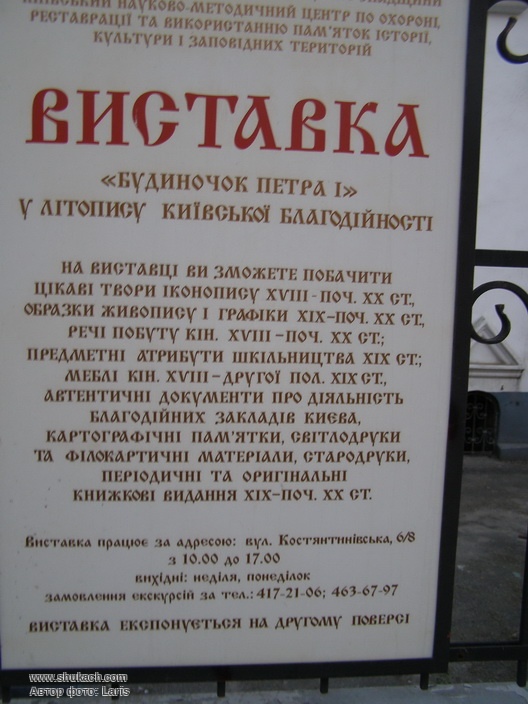 КИЇВСЬКИЙ НАУКОВО-МЕТОДИЧНИЙ ЦЕНТР ПО ОХОРОНІ,
РЕСТАВРАЦІЇ ТА ВИКОРИСТАННЮ ПАМ'ЯТОК ІСТОРІЇ,
КУЛЬТУРИ І ЗАПОВІДНИХ ТЕРИТОРІЙ
ВИСТАВКА
«БУДИНОЧОК ПЕТРА І»
У ЛІТОПИСУ КИЇВСЬКОЇ БЛАГОДІЙНОСТІ
НА ВИСТАВЦІ ВИ ЗМОЖЕТЕ ПОБАЧИТИ
ЦІКАВІ ТВОРИ ІКОНОПИСУ XVIII-ПОЧ. XX СТ.,
ОБРАЗКИ ЖИВОПИСУ І ГРАФІКИ XIX-ПОЧ. XX СТ,
РЕЧІ ПОБУТУ КІН. XVIII-ПОЧ. XX СТ.;
ПРЕДМЕТНІ АТРИБУТИ ШКІЛЬНИЦТВА XIX СТ.;
МЕБЛІ КІН. XVIII-ДРУГОЇ ПОЛ. XIX СТ.,
АВТЕНТИЧНІ ДОКУМЕНТИ ПРО ДІЯЛЬНІСТЬ
БЛАГОДІЙНИХ ЗАКЛАДІВ КИЄВА,
КАРТОГРАФІЧНІ ПАМ'ЯТКИ, СВІТЛОДРУКИ
ТА ФІЛОКАРТИЧНІ МАТЕРІАЛИ, СТАРОДРУКИ,
ПЕРІОДИЧНІ ТА ОРИГІНАЛЬНІ
КНИЖКОВІ ВИДАННЯ XIX-ПОЧ. XX СТ.
Виставка працює за адресою: вул. Костянтинівська, 6/8
з 10.00 до 17.00
вихідні: неділя, понеділок
замовлення екскурсій за тел.: 417-21-06; 463-67-97
ВИСТАВКА ЕКСПОНУЄТЬСЯ НА ДРУГОМУ ПОВЕРСІ
www.shukach.com
Автор фото: Laris